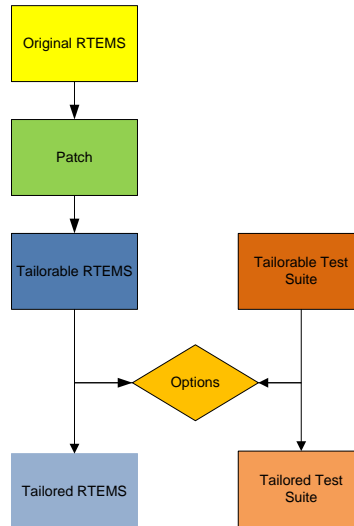 Original RTEMS
Patch
Tailorable RTEMS
Tailorable Test
Suite
Options
Tailored RTEMS
Tailored Test
Suite